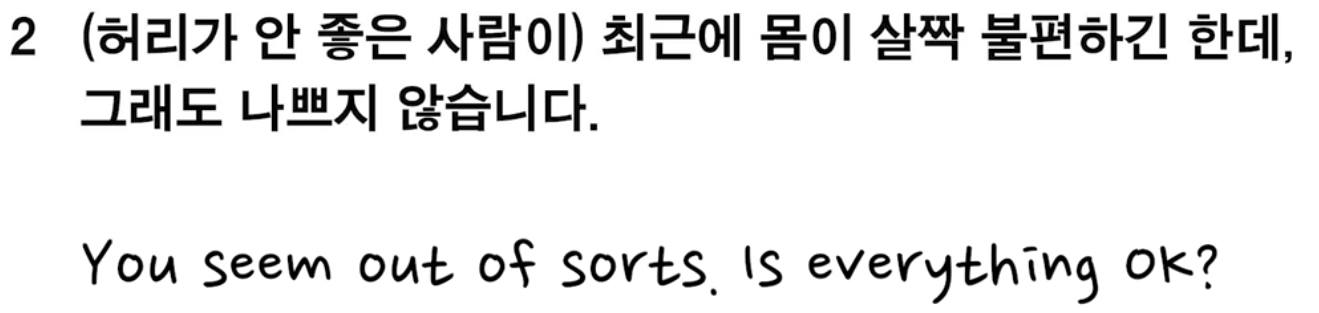 2 (허리가 안 좋은 사람이) 최근에 몸이 살짝 불편하긴 한데,
그래도 나쁘지 않습니다.
You seem out of sorts. Is everything OK?